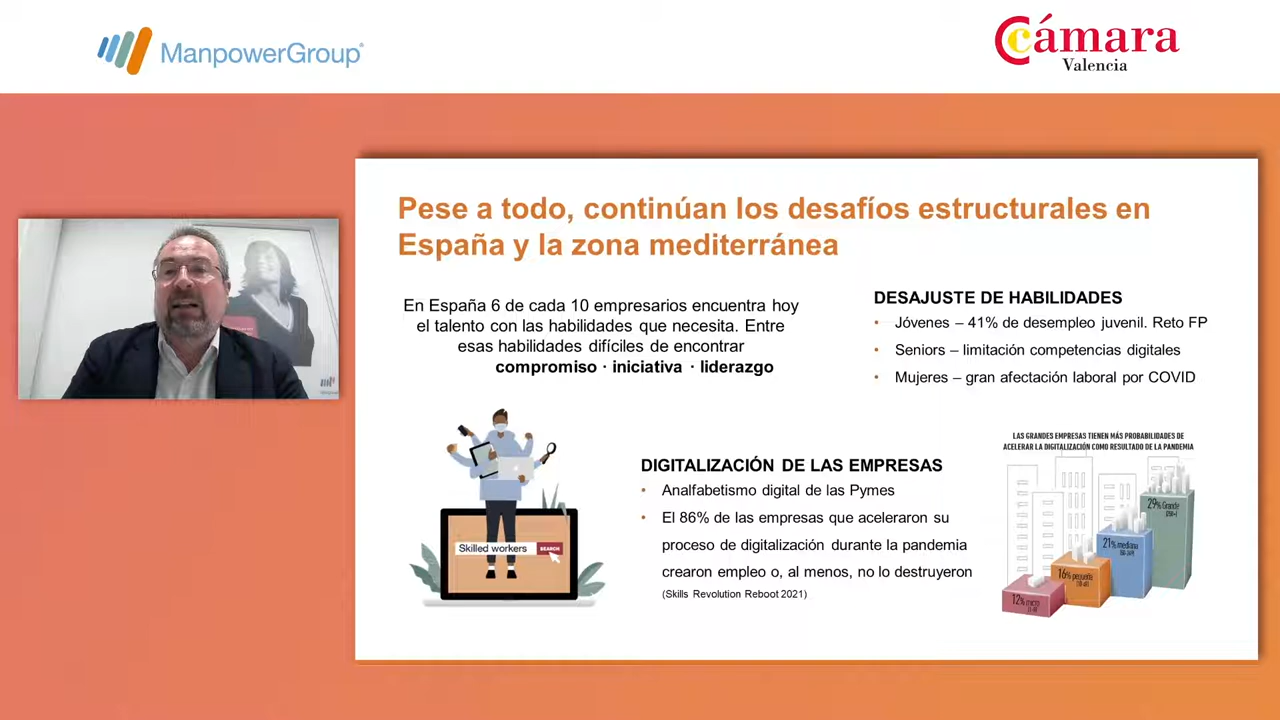 ManpowerGroup
Cámara
Valencia
Pese a todo, continúan los desafíos estructurales en
España y la zona mediterránea
En España 6 de cada 10 empresarios encuentra hoy
el talento con las habilidades que necesita. Entre
esas habilidades difíciles de encontrar
compromiso · iniciativa · liderazgo
DESAJUSTE DE HABILIDADES
• Jóvenes – 41% de desempleo juvenil. Reto FP
• Seniors – limitación competencias digitales
• Mujeres – gran afectación laboral por COVID
Skilled workers
SEARCH
DIGITALIZACIÓN DE LAS EMPRESAS
• Analfabetismo digital de las Pymes
• El 86% de las empresas que aceleraron su
proceso de digitalización durante la pandemia
crearon empleo o, al menos, no lo destruyeron
(Skills Revolution Reboot 2021)
LAS GRANDES EMPRESAS TIENEN MÁS PROBABILIDADES DE
ACELERAR LA DIGITALIZACIÓN COMO RESULTADO DE LA PANDEMIA
29% Grande
21% mediana
16% pequeña
12% micro